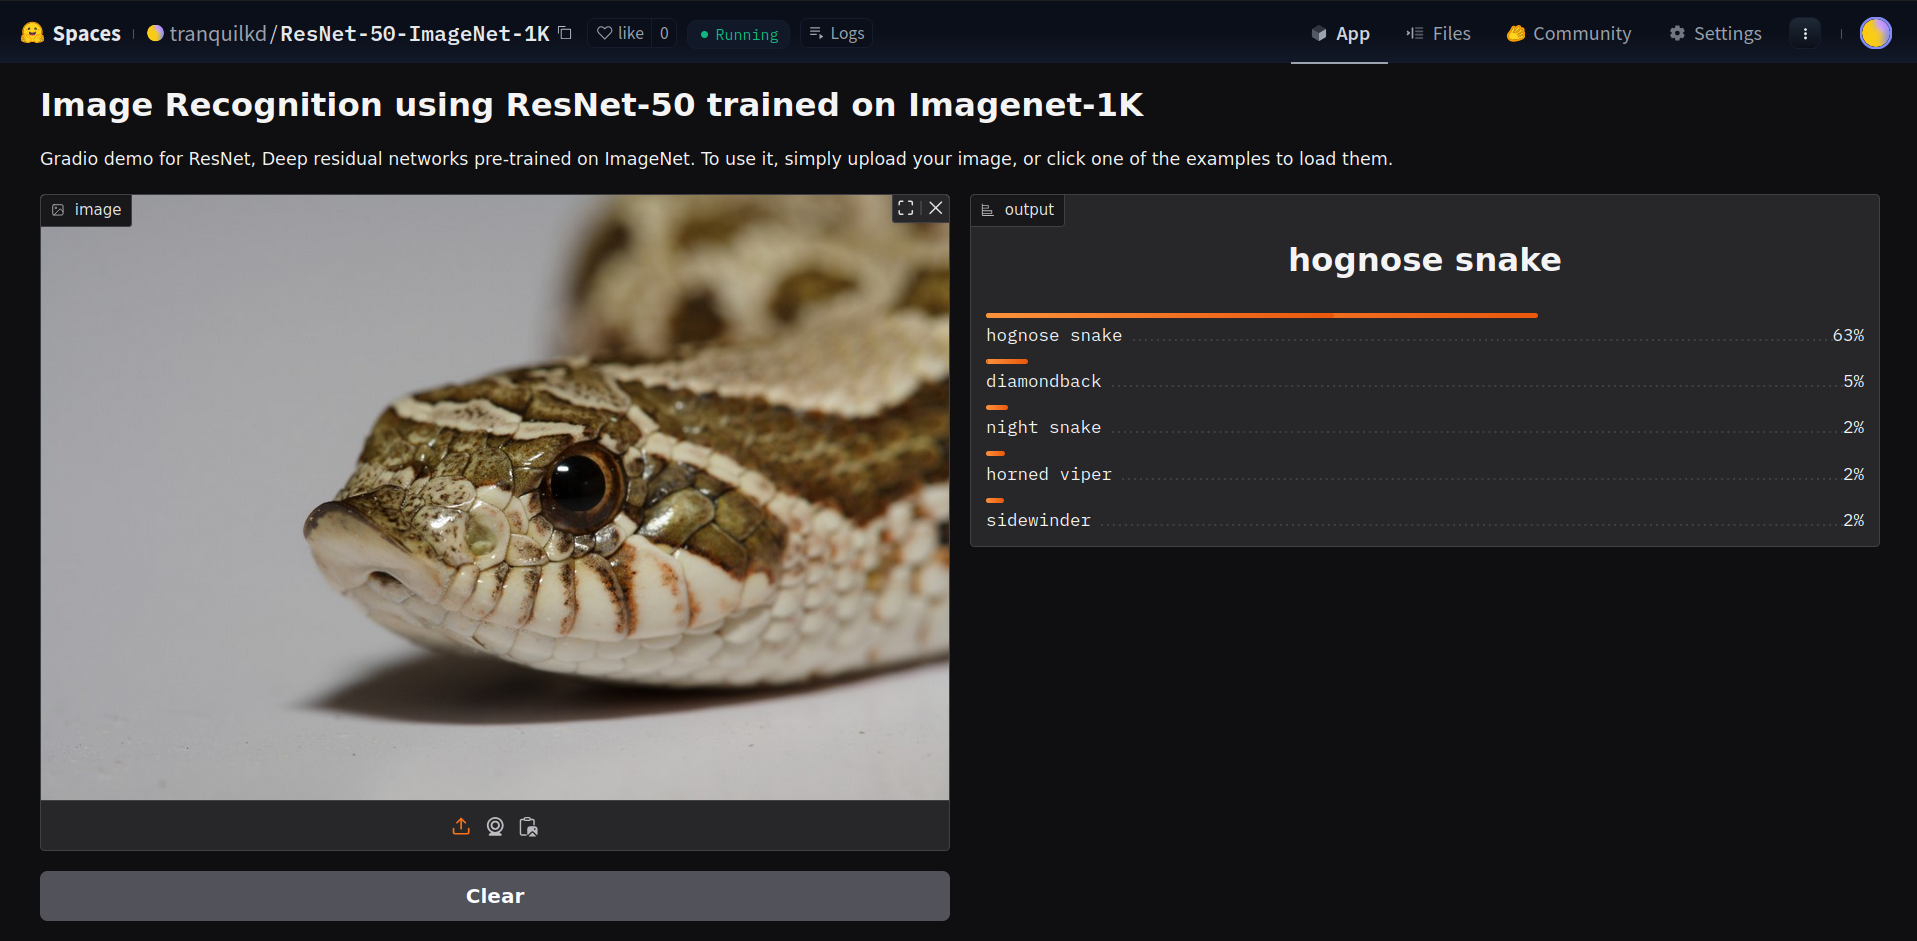 Spaces tranquilkd/ResNet-50-ImageNet-1K like 0 Running Logs App Files Community Settings
Image Recognition using ResNet-50 trained on Imagenet-1K
Gradio demo for ResNet, Deep residual networks pre-trained on ImageNet. To use it, simply upload your image, or click one of the examples to load them.
image
output
hognose snake
hognose snake 63%
diamondback 5%
night snake 2%
horned viper 2%
sidewinder 2%
Clear